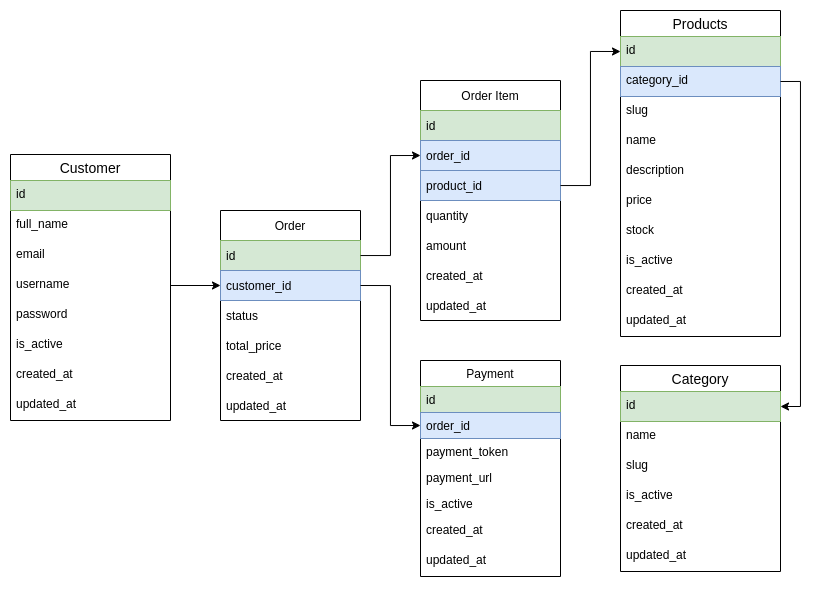 Customer
id
full_name
email
username
password
is_active
created_at
updated_at
Order
id
customer_id
status
total_price
created_at
updated_at
Order Item
id
order_id
product_id
quantity
amount
created_at
updated_at
Payment
id
order_id
payment_token
payment_url
is_active
created_at
updated_at
Products
id
category_id
slug
name
description
price
stock
is_active
created_at
updated_at
Category
id
name
slug
is_active
created_at
updated_at